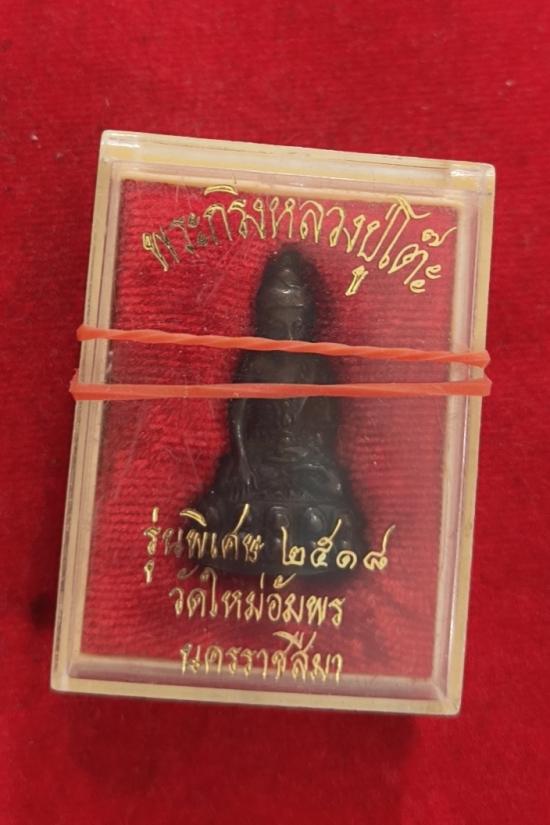 พระกริ่งหลวงปู่โต๊ะ
รุ่นพิเศษ ๒๕๑๘
วัดใหม่อัมพร
นครราชสีมา